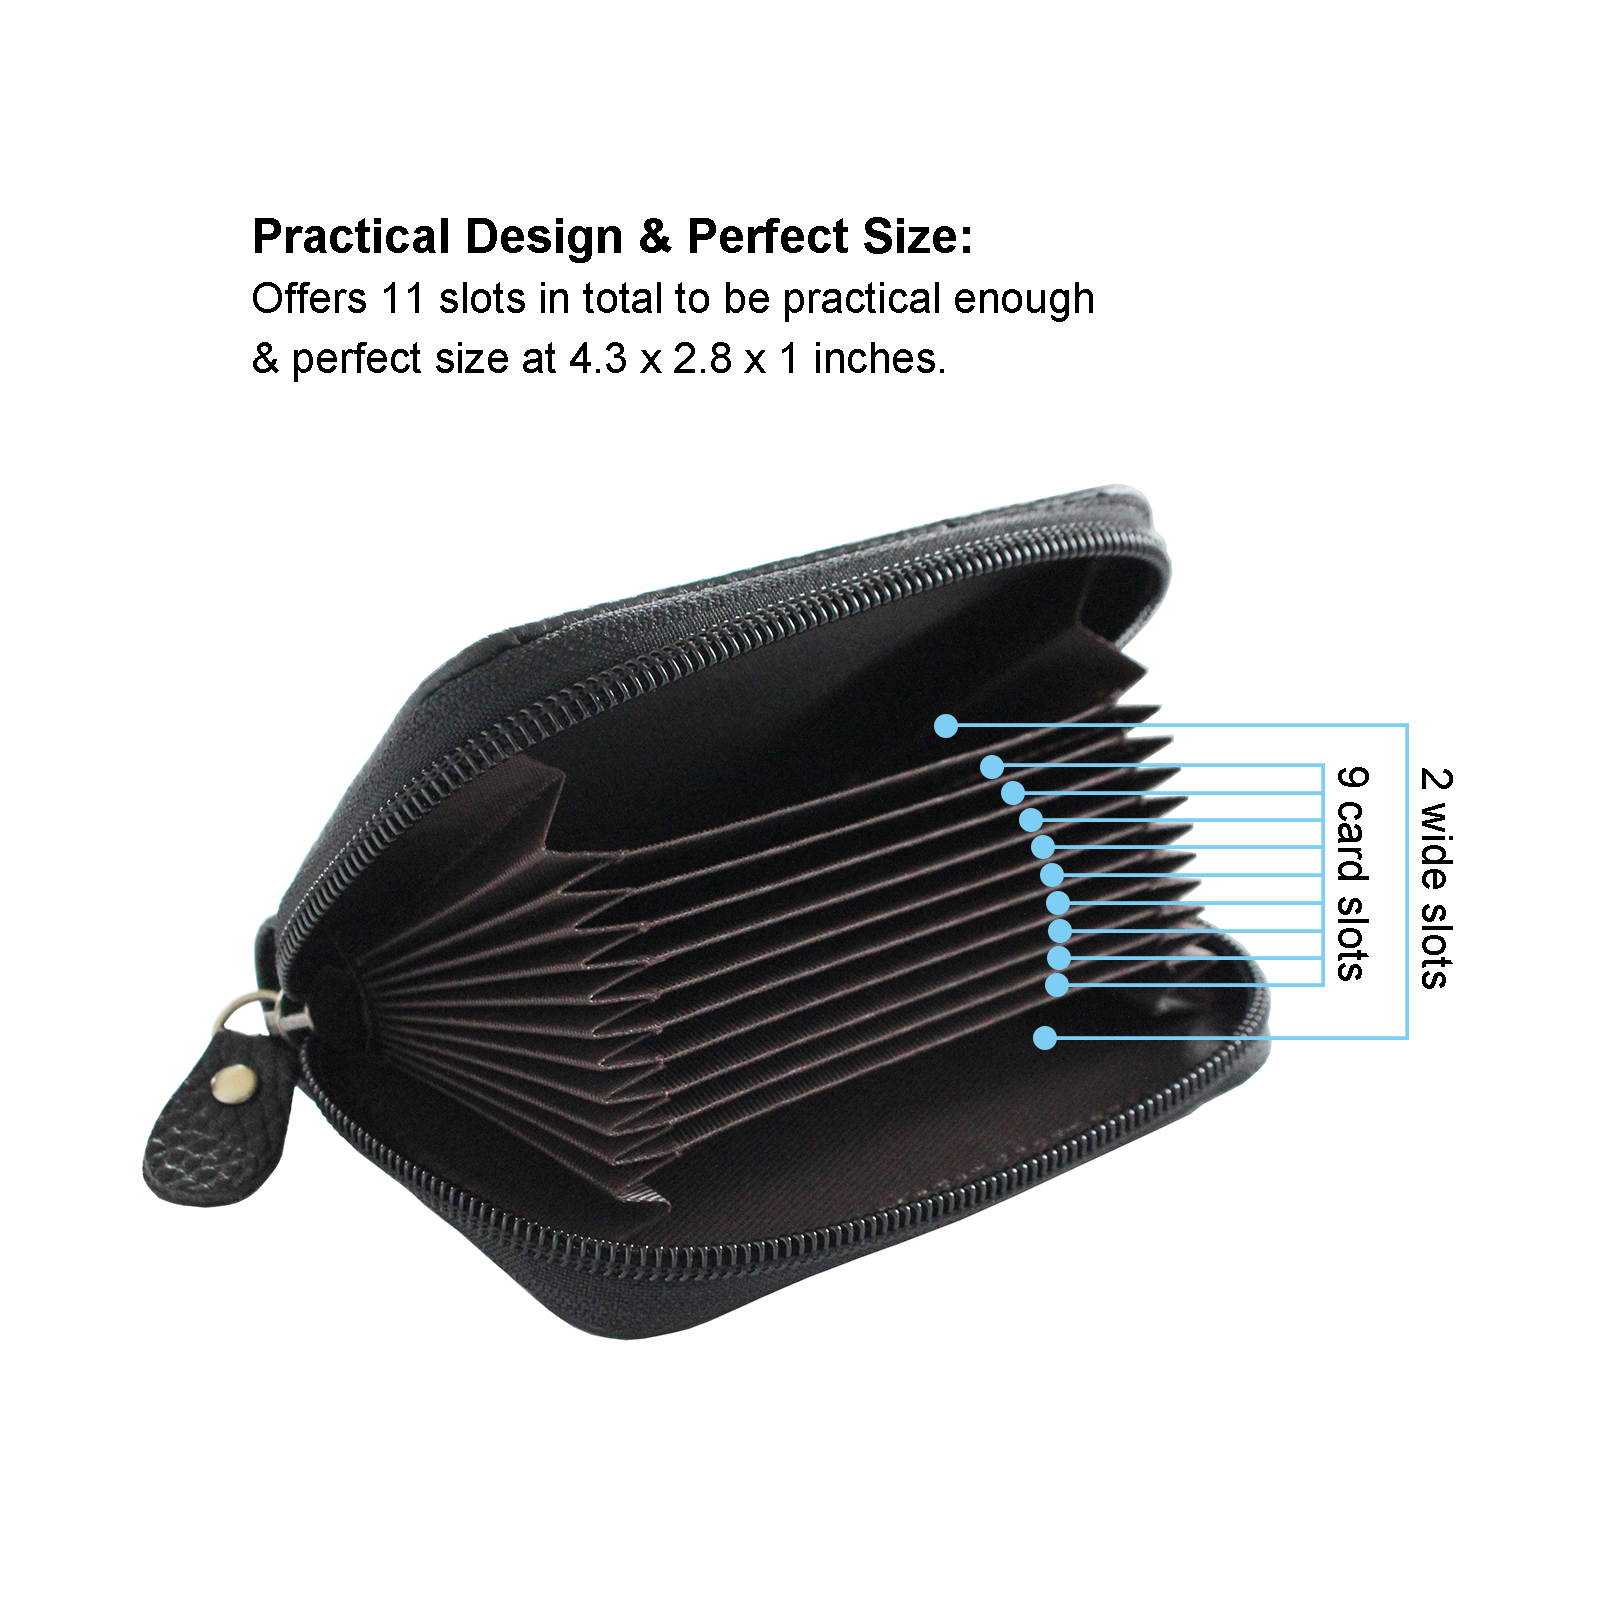 Practical Design & Perfect Size:
Offers 11 slots in total to be practical enough
& perfect size at 4.3 x 2.8 x 1 inches.
9 card slots
2 wide slots